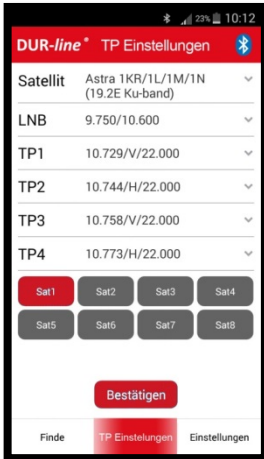 23% 10:12
DUR-line® TP Einstellungen
Satellit Astra 1KR/1L/1M/1N
(19.2E Ku-band)
LNB 9.750/10.600
TP1 10.729/V/22.000
TP2 10.744/H/22.000
TP3 10.758/V/22.000
TP4 10.773/H/22.000
Sat1 Sat2 Sat3 Sat4
Sat5 Sat6 Sat7 Sat8
Bestätigen
Finde TP Einstelungen Einstellungen